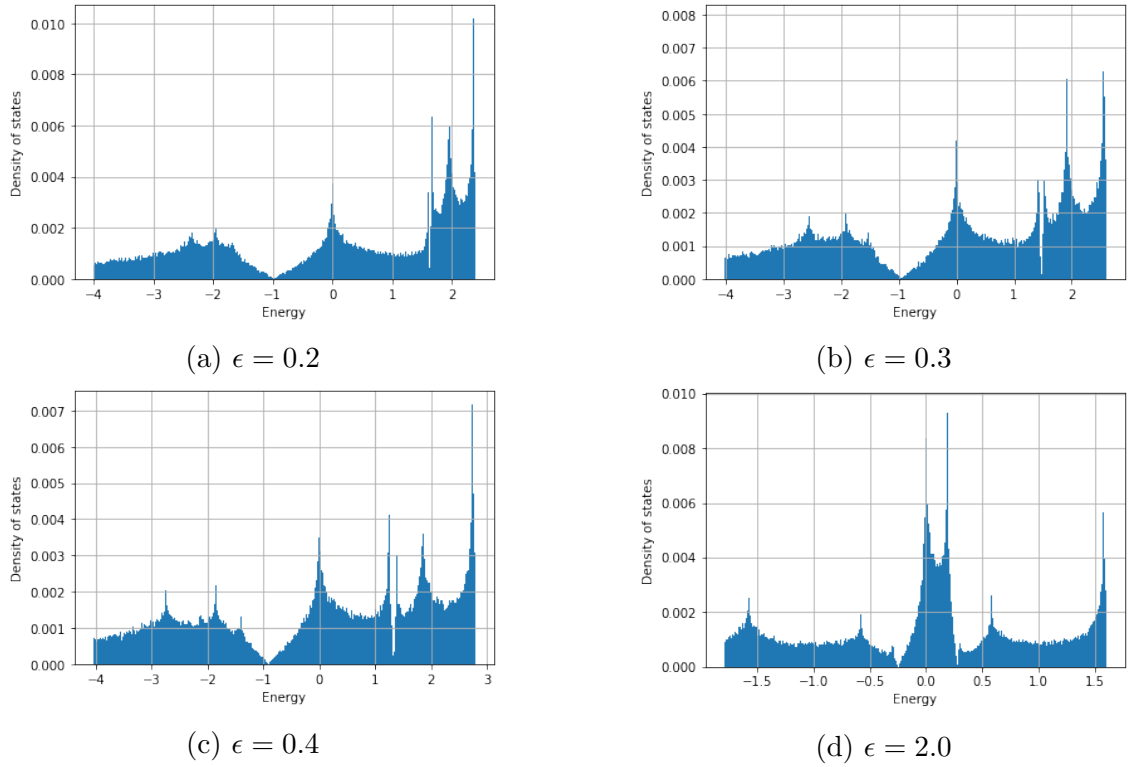 0.010
0.008
0.006
0.004
0.002
0.000
Density of states
−4 −3 −2 −1 0 1 2
Energy
(a) ϵ = 0.2
0.008
0.007
0.006
0.005
0.004
0.003
0.002
0.001
0.000
Density of states
−4 −3 −2 −1 0 1 2
Energy
(b) ϵ = 0.3
0.007
0.006
0.005
0.004
0.003
0.002
0.001
0.000
Density of states
−4 −3 −2 −1 0 1 2 3
Energy
(c) ϵ = 0.4
0.010
0.008
0.006
0.004
0.002
0.000
Density of states
−1.5 −1.0 −0.5 0.0 0.5 1.0 1.5
Energy
(d) ϵ = 2.0